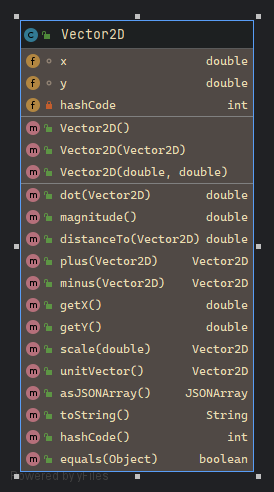 C Vector2D
f x double
f y double
f hashCode int
m Vector2D()
m Vector2D(Vector2D)
m Vector2D(double, double)
m dot(Vector2D) double
m magnitude() double
m distanceTo(Vector2D) double
m plus(Vector2D) Vector2D
m minus(Vector2D) Vector2D
m getX() double
m getY() double
m scale(double) Vector2D
m unitVector() Vector2D
m asJSONArray() JSONArray
m toString() String
m hashCode() int
m equals(Object) boolean
Powered by yFiles